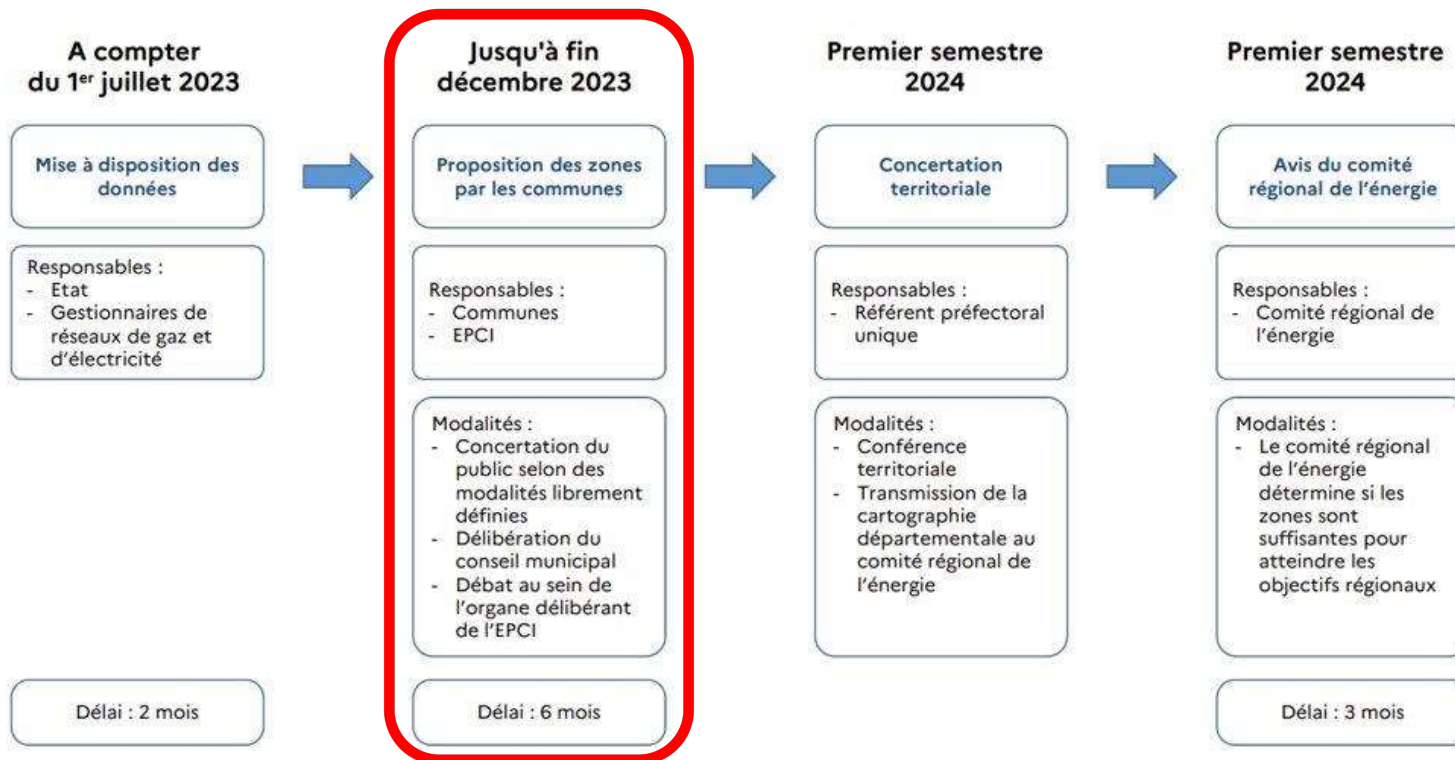 A compter
du 1er juillet 2023
Mise à disposition des
données
Responsables :
- Etat
- Gestionnaires de
réseaux de gaz et
d'électricité
Délai : 2 mois
Jusqu'à fin
décembre 2023
Proposition des zones
par les communes
Responsables :
- Communes
- EPCI
Modalités :
- Concertation du
public selon des
modalités librement
définies
- Délibération du
conseil municipal
- Débat au sein de
l'organe délibérant
de l'EPCI
Délai : 6 mois
Premier semestre
2024
Concertation
territoriale
Responsables :
- Référent préfectoral
unique
Modalités :
- Conférence
territoriale
- Transmission de la
cartographie
départementale au
comité régional de
l'énergie
Premier semestre
2024
Avis du comité
régional de l'énergie
Responsables :
- Comité régional de
l'énergie
Modalités :
- Le comité régional
de l'énergie
détermine si les
zones sont
suffisantes pour
atteindre les
objectifs régionaux
Délai : 3 mois